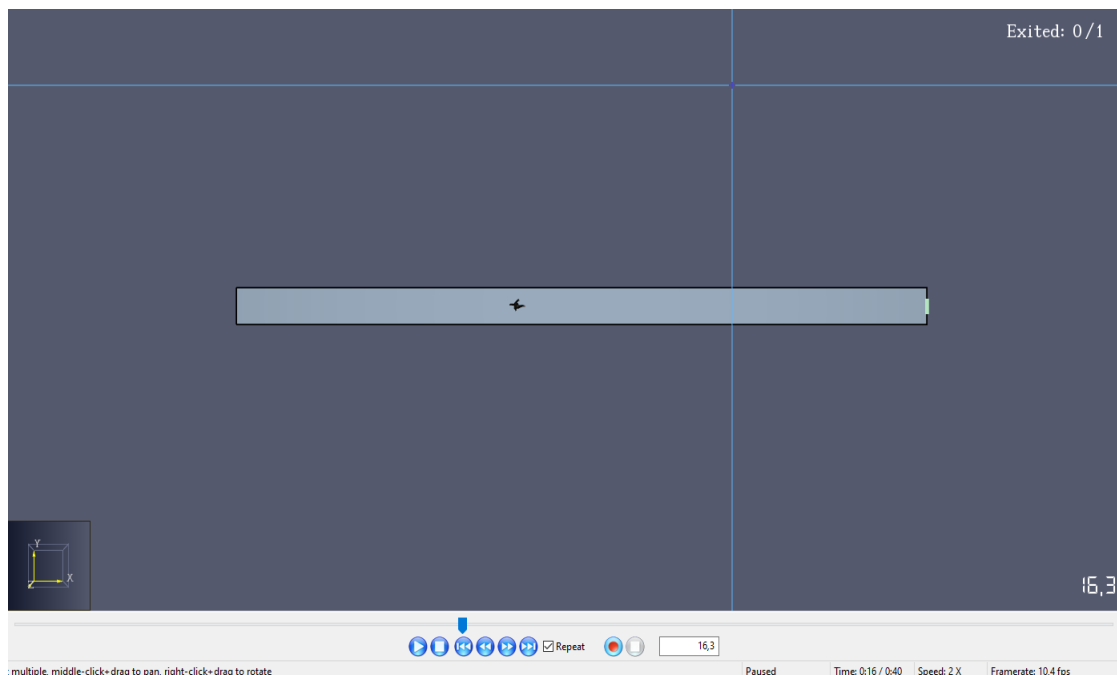 Exited: 0/1
Y
X
Z
16,3
Repeat
16,3
: multiple, middle-click+drag to pan, right-click+drag to rotate
Paused
Time: 0:16 / 0:40
Speed: 2 X
Framerate: 10.4 fps